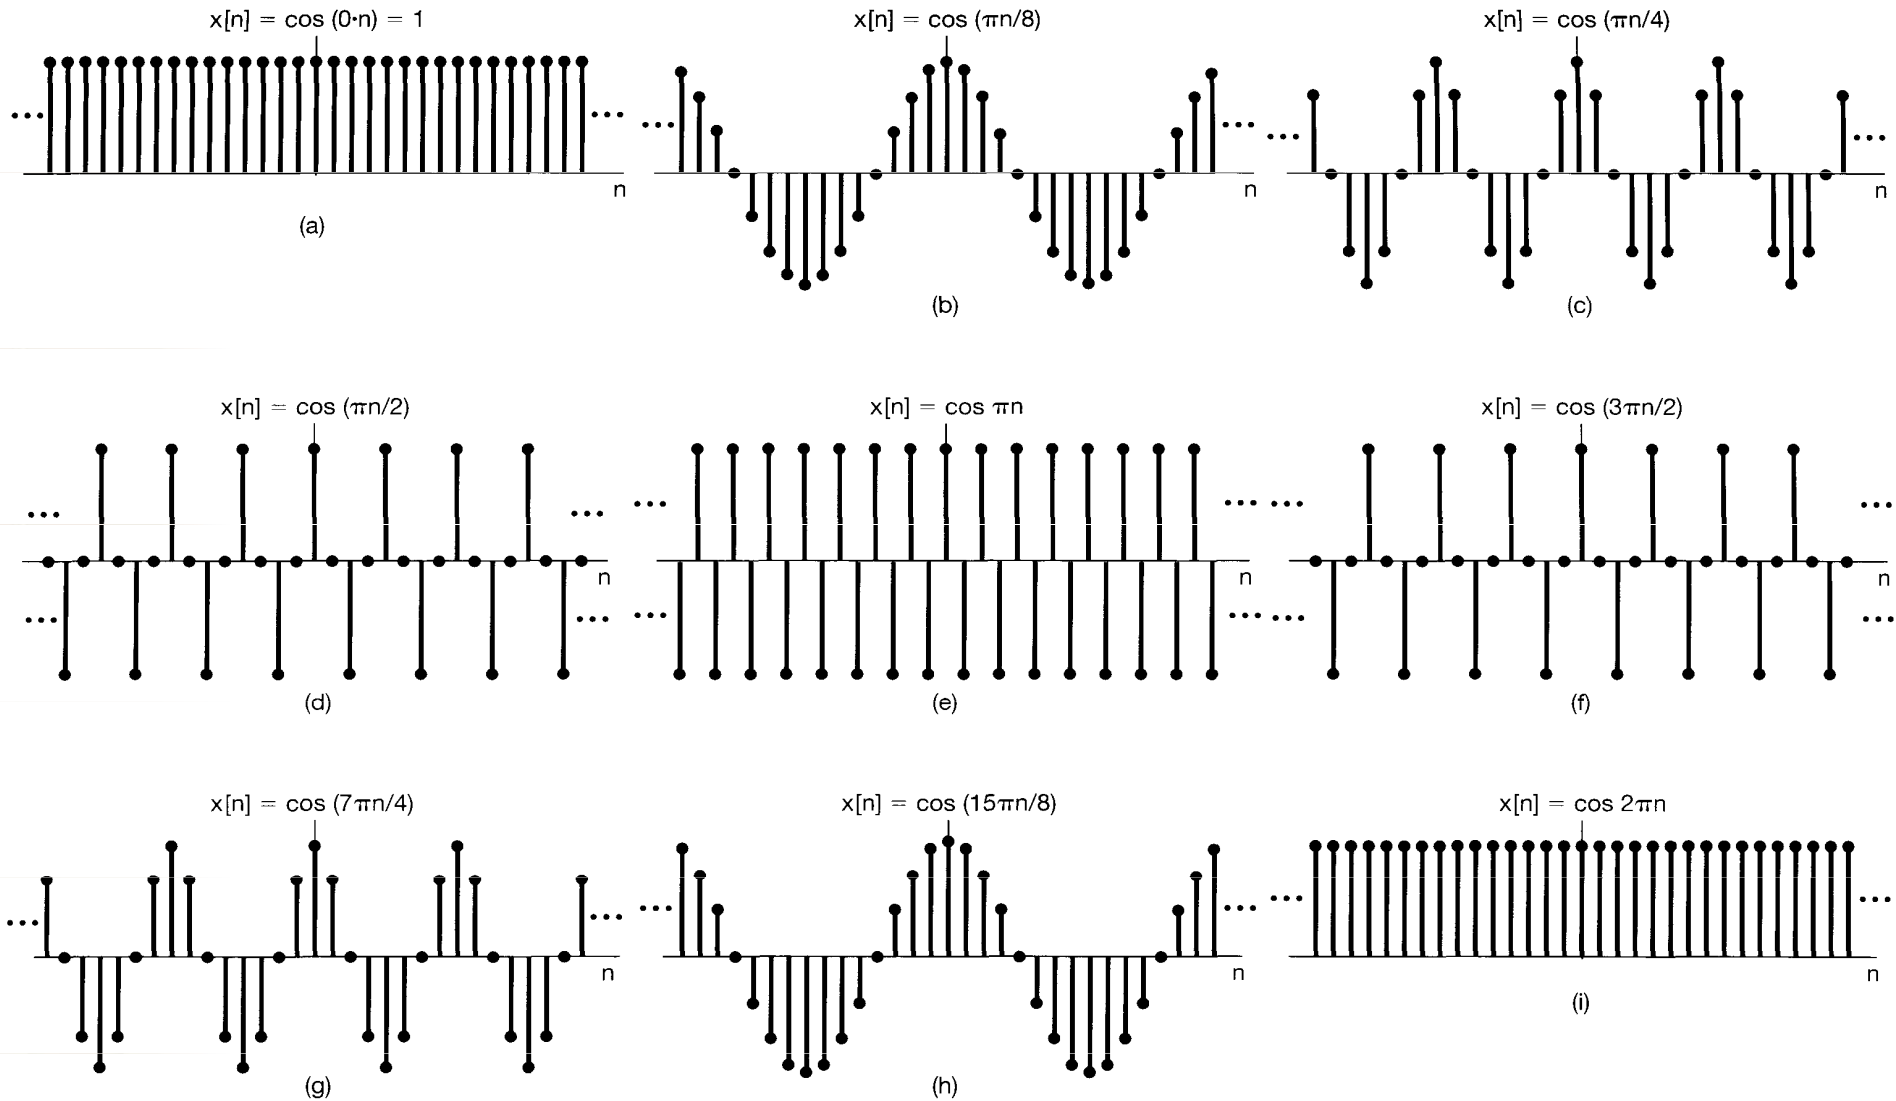 x[n] = cos (0·n) = 1
x[n] = cos (πn/8)
x[n] = cos (πn/4)
n
n
n
(a)
(b)
(c)
x[n] = cos (πn/2)
x[n] = cos πn
x[n] = cos (3πn/2)
n
n
n
(d)
(e)
(f)
x[n] = cos (7πn/4)
x[n] = cos (15πn/8)
x[n] = cos 2πn
n
n
n
(g)
(h)
(i)